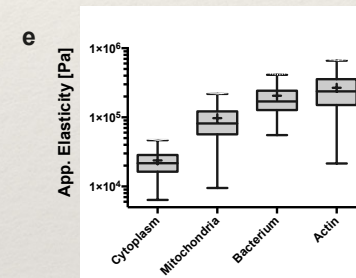 e
App. Elasticity [Pa]
1×10⁶
1×10⁵
1×10⁴
Cytoplasm
Mitochondria
Bacterium
Actin